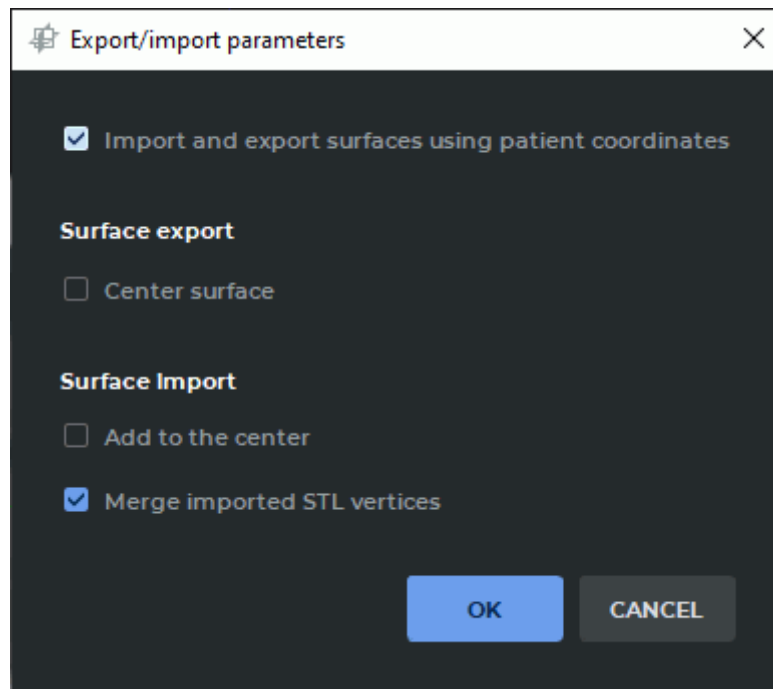 Export/import parameters
Import and export surfaces using patient coordinates
Surface export
Center surface
Surface Import
Add to the center
Merge imported STL vertices
OK CANCEL